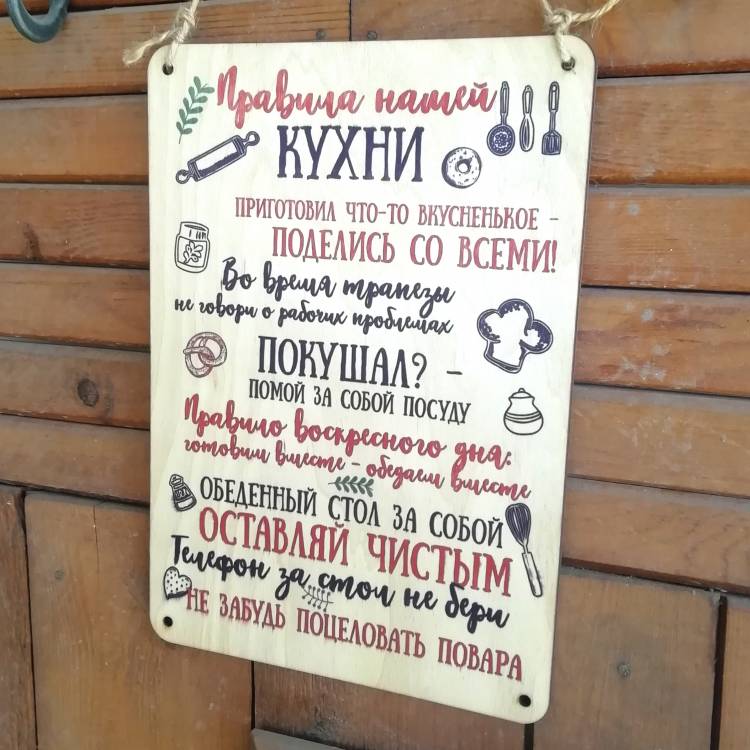 Правила нашей
КУХНИ
ПРИГОТОВИЛ ЧТО-ТО ВКУСНЕНЬКОЕ -
ПОДЕЛИСЬ СО ВСЕМИ!
Во время трапезы
не говори о рабочих проблемах
ПОКУШАЛ? -
ПОМОЙ ЗА СОБОЙ ПОСУДУ
Правило воскресного дня:
готовим вместе - обедаем вместе
ОБЕДЕННЫЙ СТОЛ ЗА СОБОЙ
ОСТАВЛЯЙ ЧИСТЫМ
Телефон за стол не бери
НЕ ЗАБУДЬ ПОЦЕЛОВАТЬ ПОВАРА